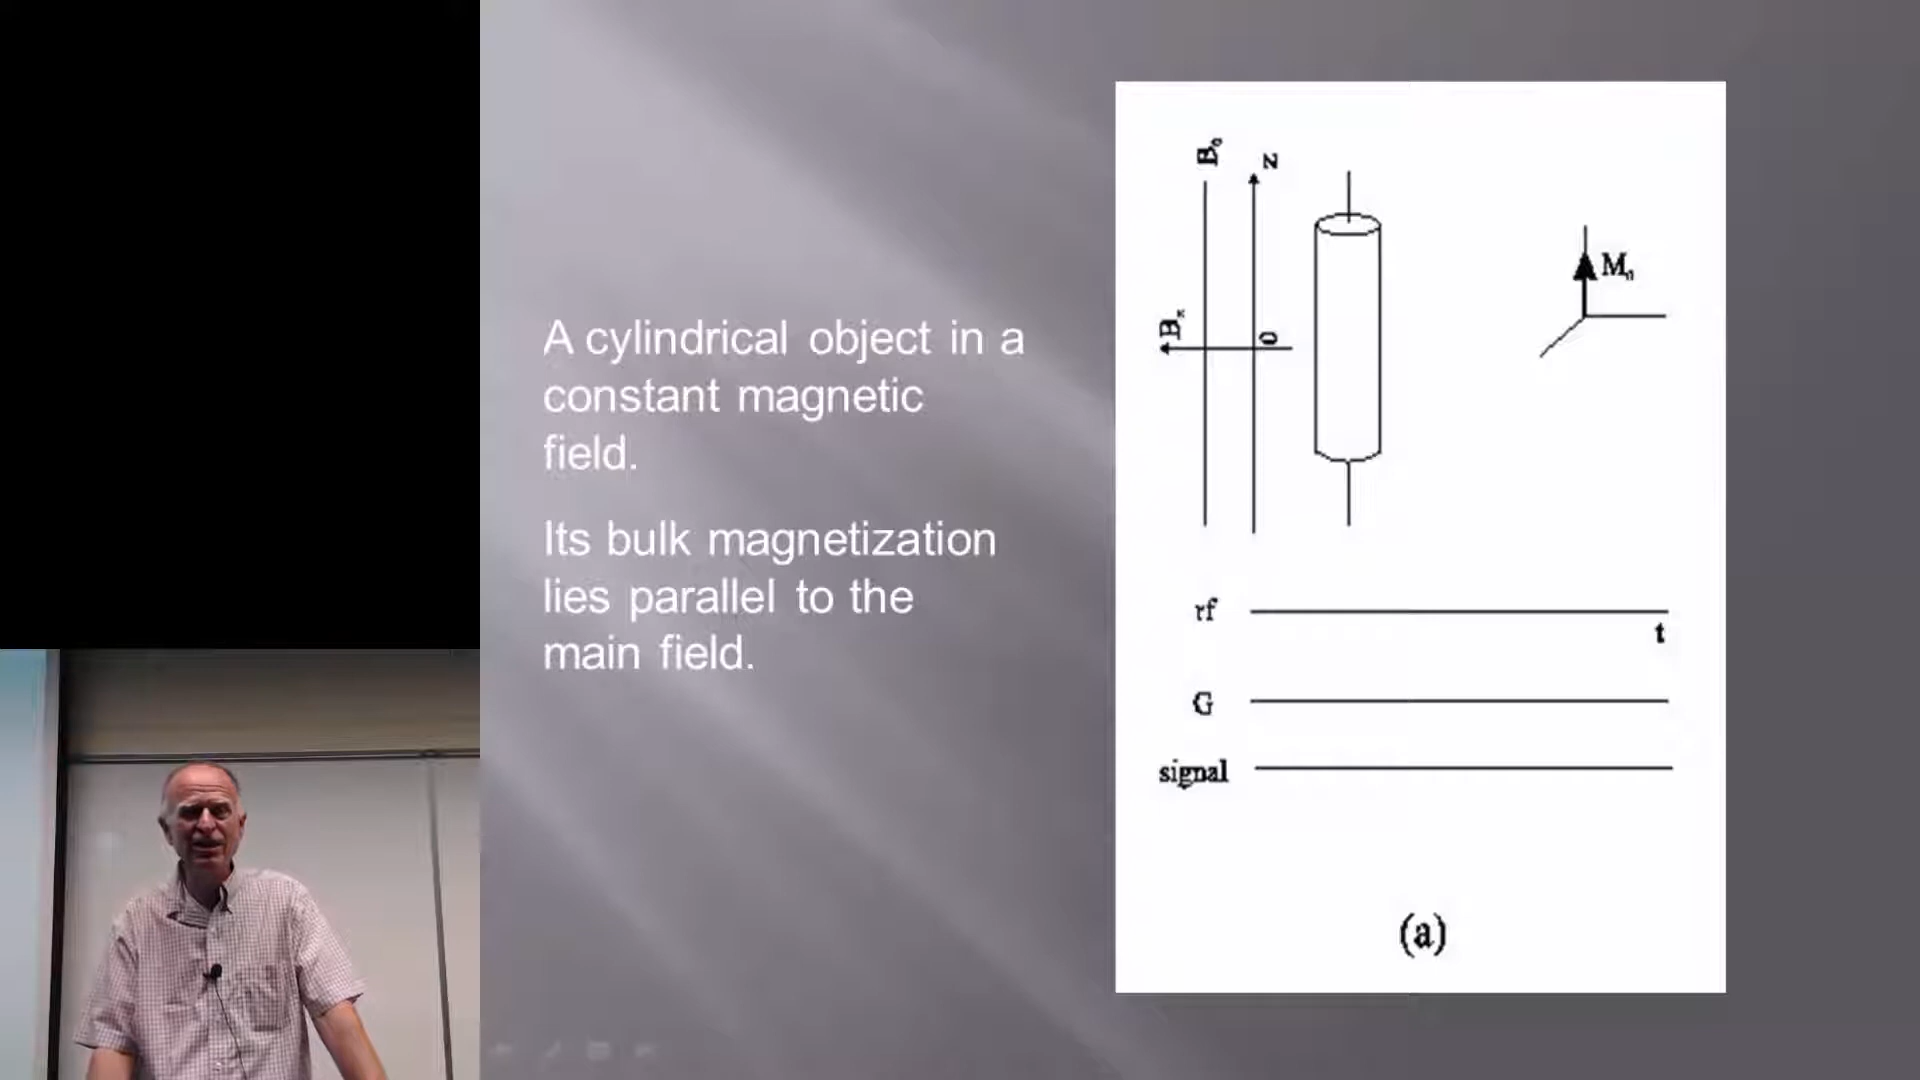 A cylindrical object in a
constant magnetic
field.
Its bulk magnetization
lies parallel to the
main field.
B₀
z
Bz
0
M₀
rf
t
G
signal
(a)